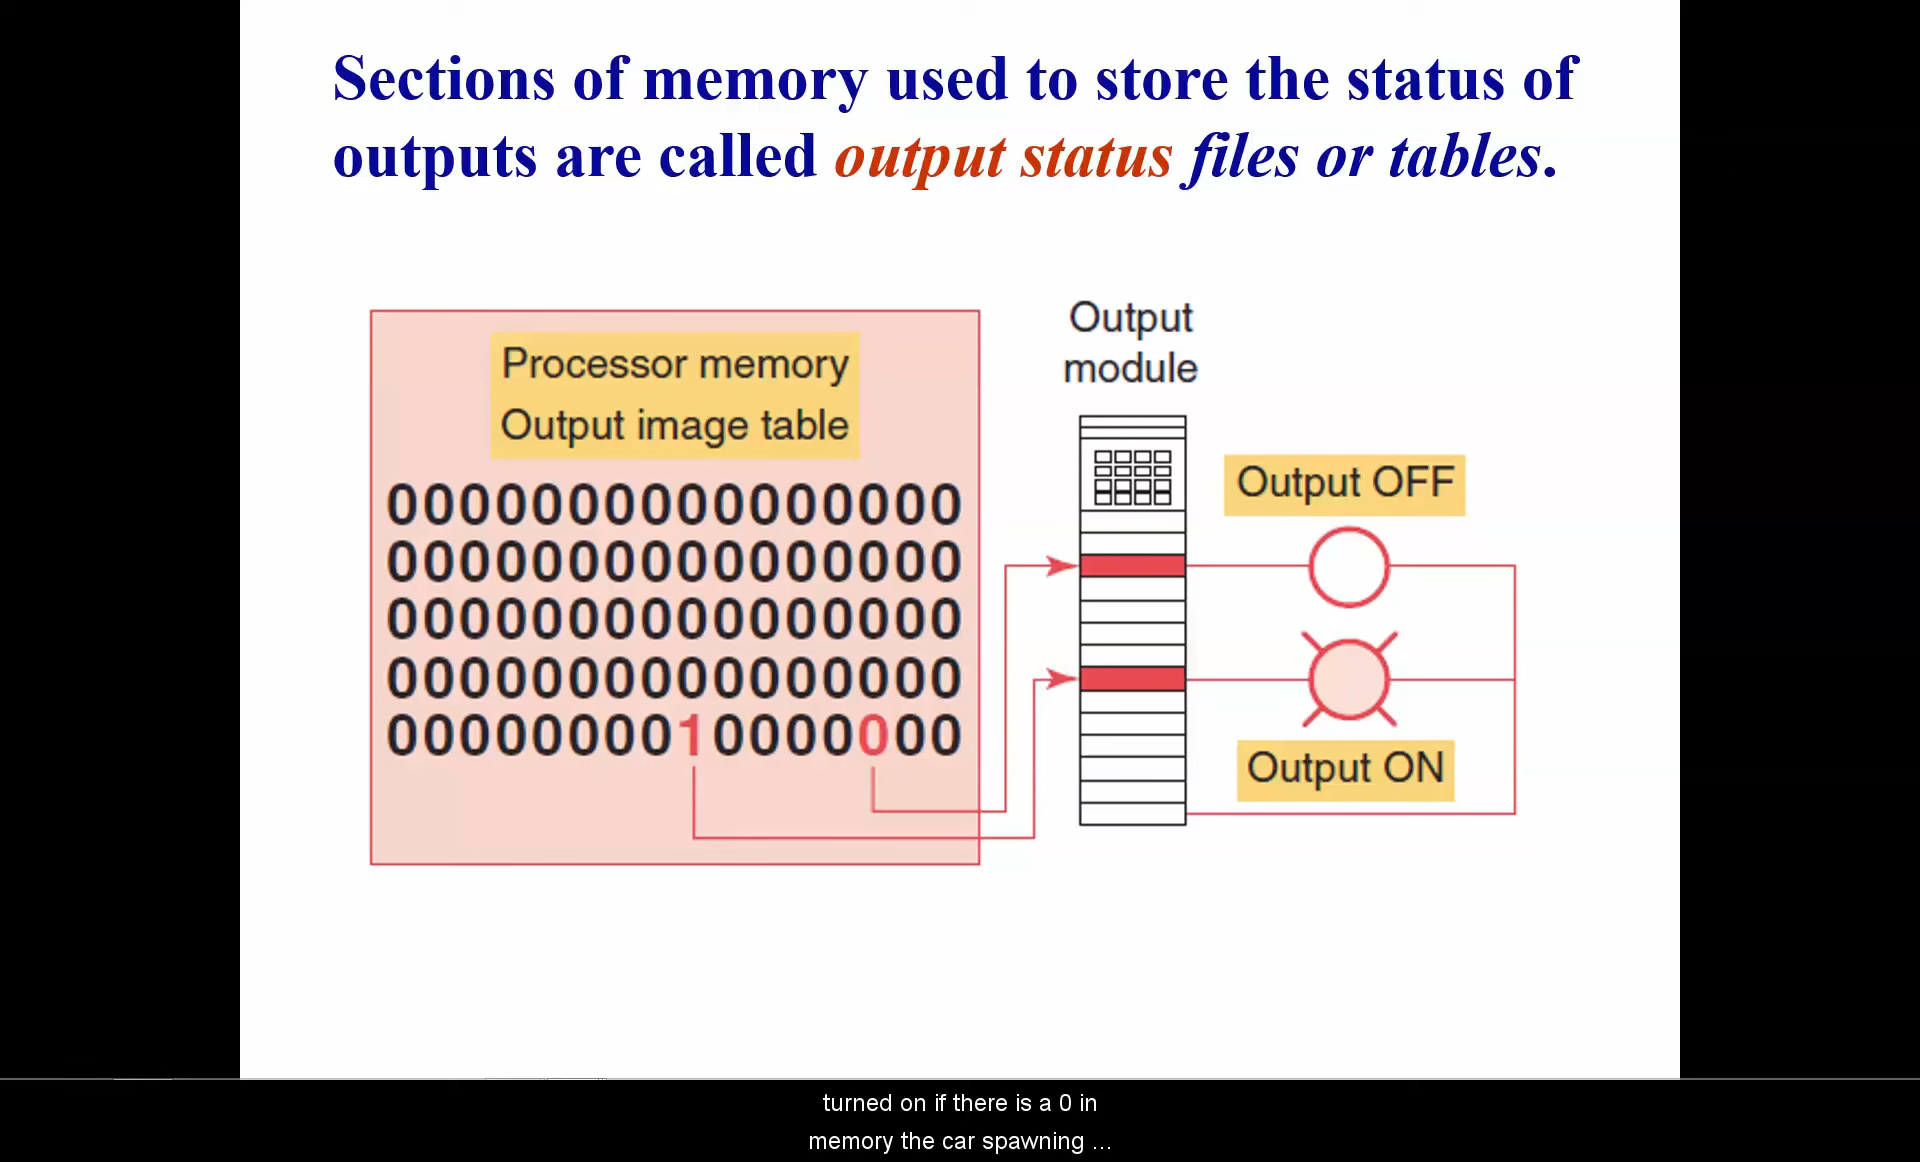 Sections of memory used to store the status of
outputs are called output status files or tables.
Processor memory
Output image table
0000000000000000
0000000000000000
0000000000000000
0000000000000000
0000000010000000
Output
module
Output OFF
Output ON
turned on if there is a 0 in
memory the car spawning ...